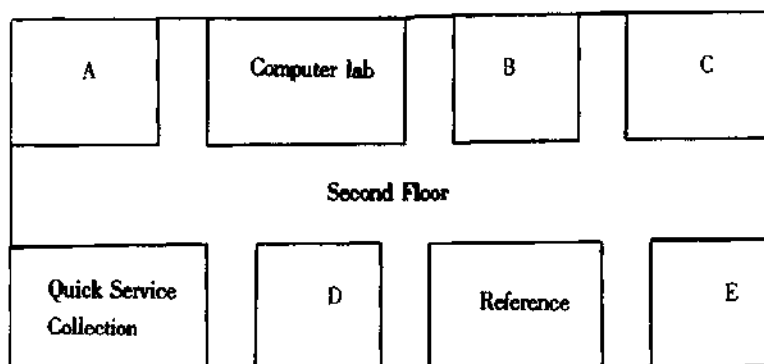 A
Computer lab
B
C
Second Floor
Quick Service
Collection
D
Reference
E